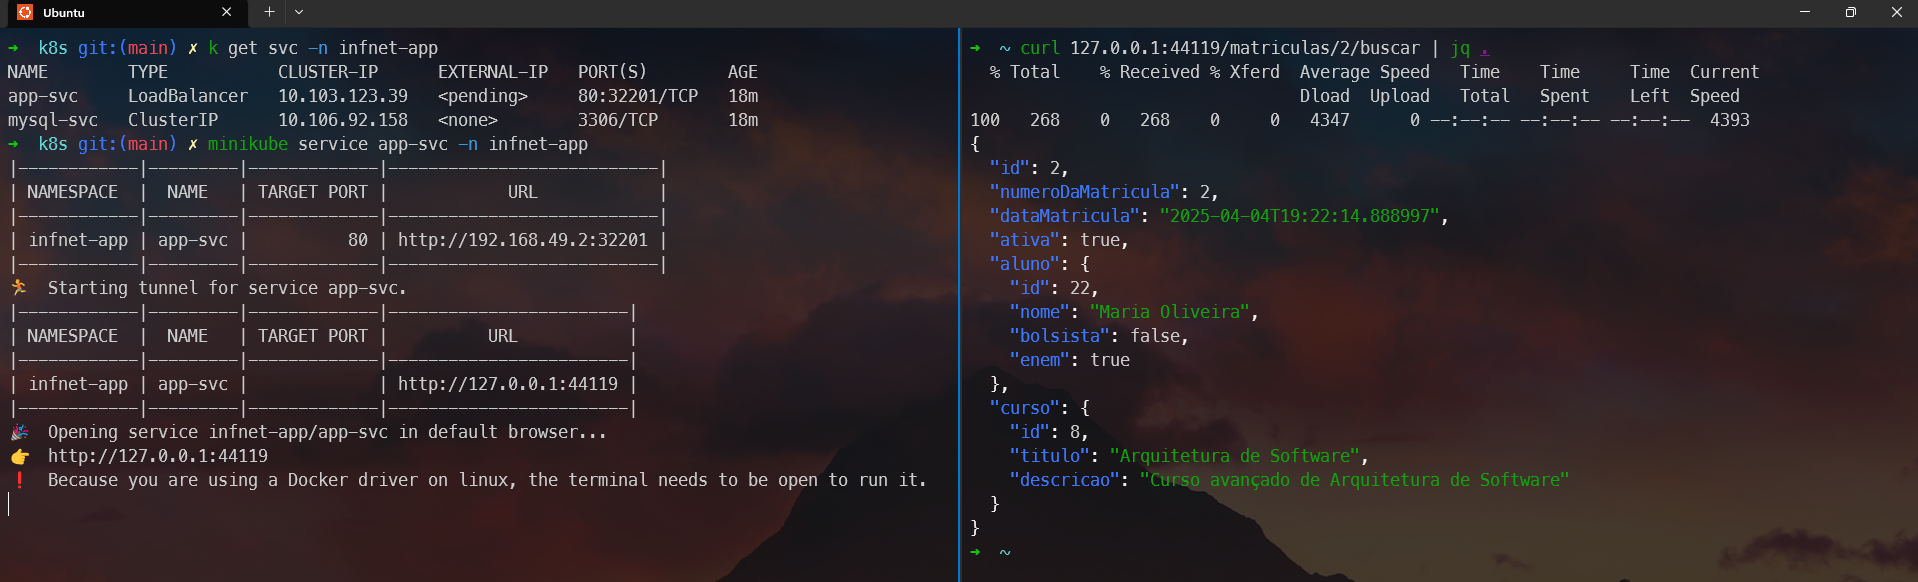 Ubuntu
➜  k8s git:(main) ✗ k get svc -n infnet-app
NAME        TYPE           CLUSTER-IP      EXTERNAL-IP   PORT(S)        AGE
app-svc     LoadBalancer   10.103.123.39   <pending>     80:32201/TCP   18m
mysql-svc   ClusterIP      10.106.92.158   <none>        3306/TCP       18m
➜  k8s git:(main) ✗ minikube service app-svc -n infnet-app
|------------|---------|-------------|---------------------------|
| NAMESPACE  |  NAME   | TARGET PORT |            URL            |
|------------|---------|-------------|---------------------------|
| infnet-app | app-svc |          80 | http://192.168.49.2:32201 |
|------------|---------|-------------|---------------------------|
🏃  Starting tunnel for service app-svc.
|------------|---------|-------------|------------------------|
| NAMESPACE  |  NAME   | TARGET PORT |          URL           |
|------------|---------|-------------|------------------------|
| infnet-app | app-svc |             | http://127.0.0.1:44119 |
|------------|---------|-------------|------------------------|
🎉  Opening service infnet-app/app-svc in default browser...
👉  http://127.0.0.1:44119
❗  Because you are using a Docker driver on linux, the terminal needs to be open to run it.
➜  ~ curl 127.0.0.1:44119/matriculas/2/buscar | jq .
  % Total    % Received % Xferd  Average Speed   Time    Time     Time  Current
                                 Dload  Upload   Total   Spent    Left  Speed
100   268    0   268    0     0   4347      0 --:--:-- --:--:-- --:--:--  4393
{
  "id": 2,
  "numeroDaMatricula": 2,
  "dataMatricula": "2025-04-04T19:22:14.888997",
  "ativa": true,
  "aluno": {
    "id": 22,
    "nome": "Maria Oliveira",
    "bolsista": false,
    "enem": true
  },
  "curso": {
    "id": 8,
    "titulo": "Arquitetura de Software",
    "descricao": "Curso avançado de Arquitetura de Software"
  }
}
➜  ~